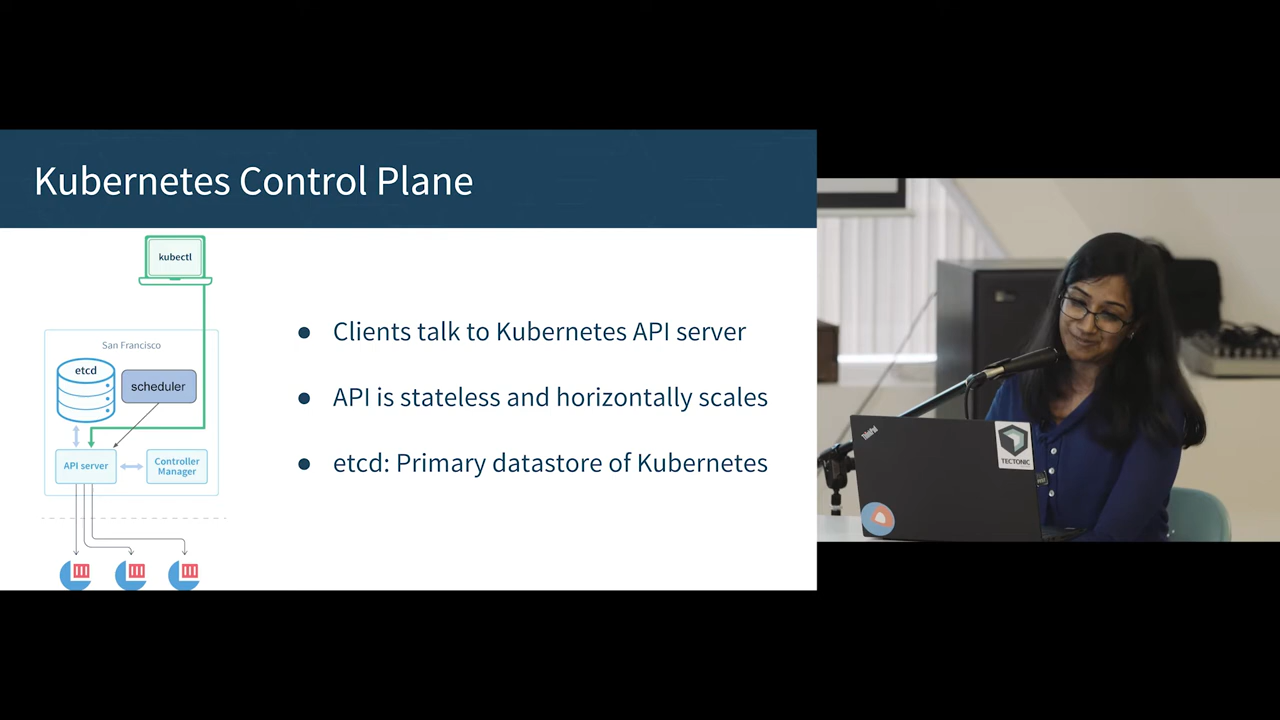 Kubernetes Control Plane
kubectl
San Francisco
etcd
scheduler
API server
Controller
Manager
● Clients talk to Kubernetes API server
● API is stateless and horizontally scales
● etcd: Primary datastore of Kubernetes
ThinkPad
TECTONIC